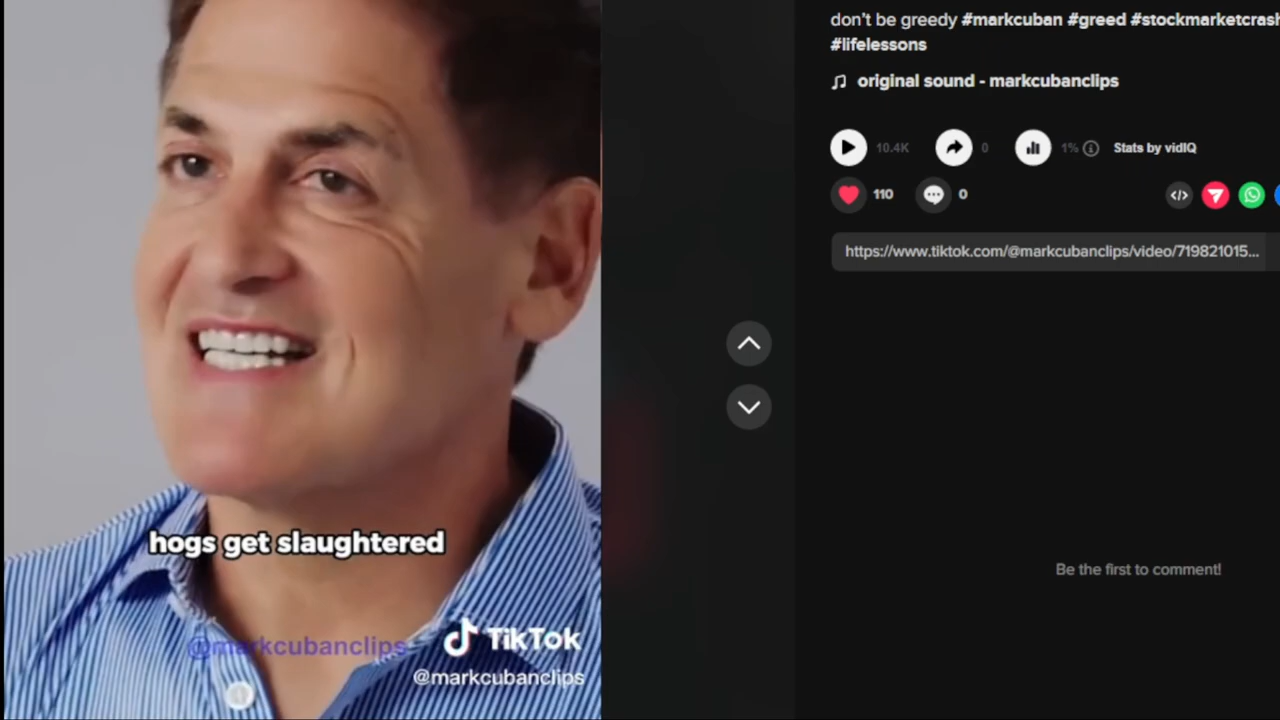 don't be greedy #markcuban #greed #stockmarketcrash
#lifelessons
original sound - markcubanclips
10.4K
0
1%
Stats by vidIQ
110
0
https://www.tiktok.com/@markcubanclips/video/719821015...
hogs get slaughtered
Be the first to comment!
@markcubanclips
TikTok
@markcubanclips